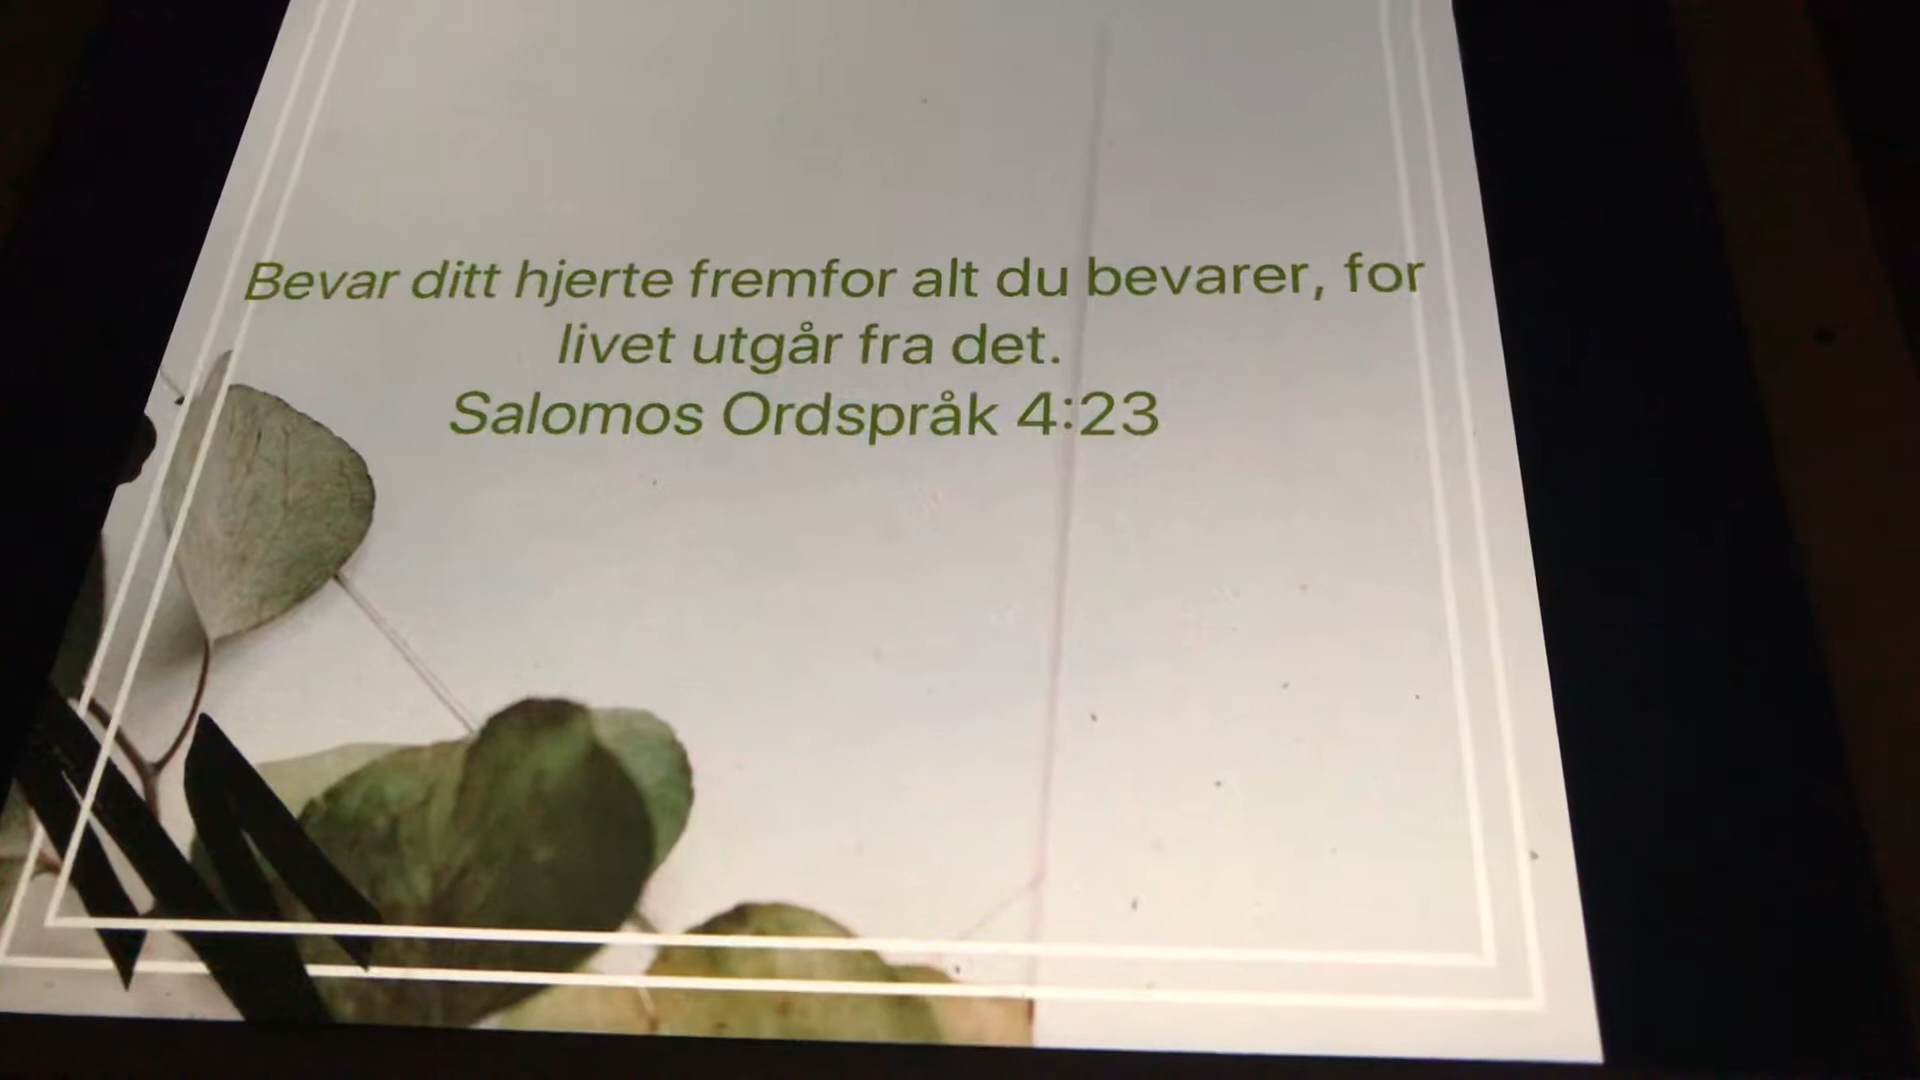 Bevar ditt hjerte fremfor alt du bevarer, for
livet utgår fra det.
Salomos Ordspråk 4:23